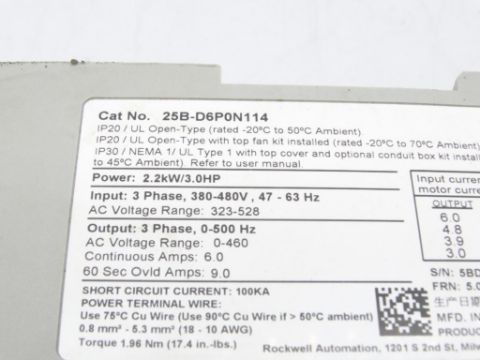 Cat No. 25B-D6P0N114
IP20 / UL Open-Type (rated -20°C to 50°C Ambient)
IP20 / UL Open-Type with top fan kit installed (rated -20°C to 70°C Ambient)
IP30 / NEMA 1/ UL Type 1 with top cover and optional conduit box kit
to 45°C Ambient). Refer to user manual.
Power: 2.2kW/3.0HP
Input: 3 Phase, 380-480V, 47 - 63 Hz
AC Voltage Range: 323-528
Output: 3 Phase, 0-500 Hz
AC Voltage Range: 0-460
Continuous Amps: 6.0
60 Sec Ovld Amps: 9.0
SHORT CIRCUIT CURRENT: 100KA
POWER TERMINAL WIRE:
Use 75°C Cu Wire (Use 90°C Cu Wire if > 50°C ambient)
0.8 mm² - 5.3 mm² (18 - 10 AWG)
Torque 1.96 Nm (17.4 in.-lbs.)
Input current
motor curre
OUTPUT
6.0
4.8
3.9
3.0
S/N: 5BD
FRN: 5.0
生产日期
MFD. IN
PRODUC
Rockwell Automation, 1201 S 2nd St, Milw